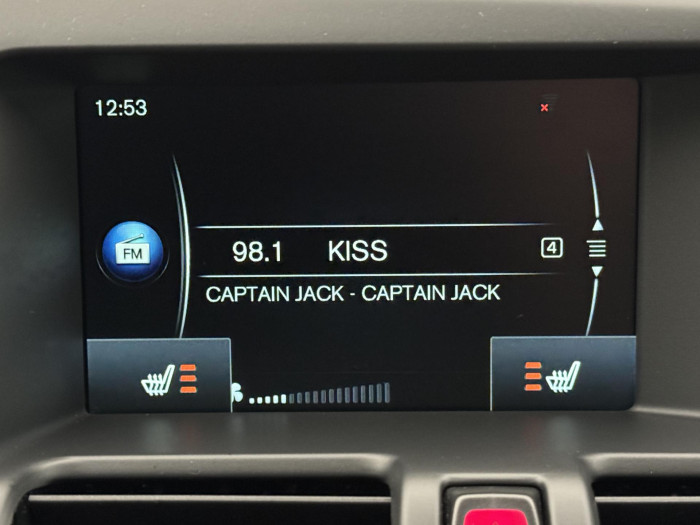 12:53
FM
98.1 KISS 4
CAPTAIN JACK - CAPTAIN JACK